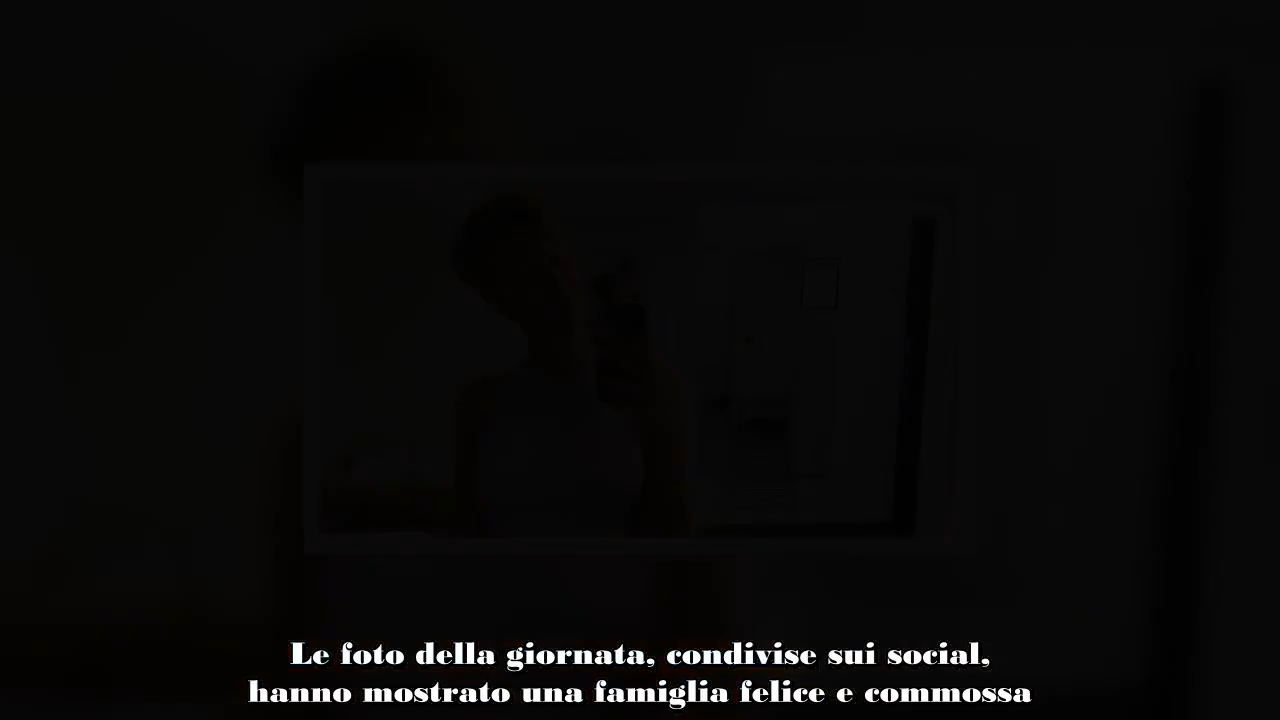 Le foto della giornata, condivise sui social,
hanno mostrato una famiglia felice e commossa